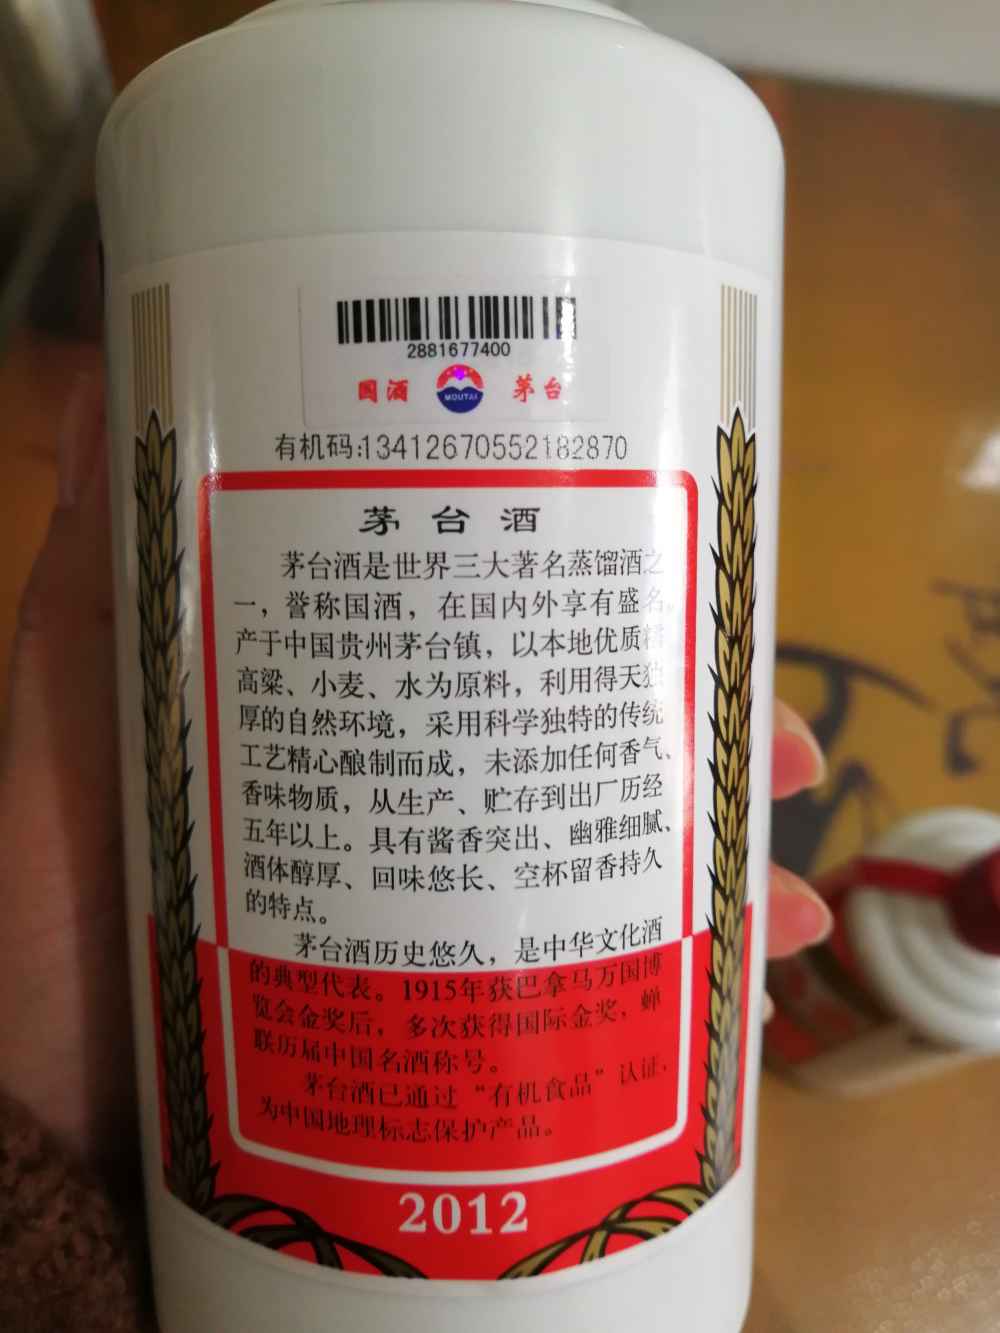 2881677400
国酒
MOUTAI
茅台
有机码:13412670552182870
茅台酒
茅台酒是世界三大著名蒸馏酒之
一，誉称国酒，在国内外享有盛名。
产于中国贵州茅台镇，以本地优质糯
高粱、小麦、水为原料，利用得天独
厚的自然环境，采用科学独特的传统
工艺精心酿制而成，未添加任何香气、
香味物质，从生产、贮存到出厂历经
五年以上。具有酱香突出、幽雅细腻、
酒体醇厚、回味悠长、空杯留香持久
的特点。
茅台酒历史悠久，是中华文化酒
的典型代表。1915年获巴拿马万国博
览会金奖后，多次获得国际金奖，蝉
联历届中国名酒称号。
茅台酒已通过“有机食品”认证，
为中国地理标志保护产品。
2012